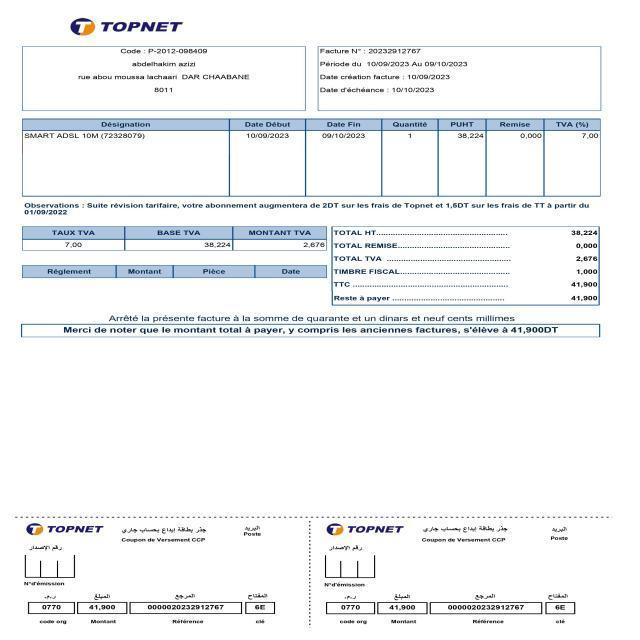 TOPNET
Code : P-2012-098409
abdelhakim azizi
rue abou moussa lachaari DAR CHAABANE
8011
Facture N° : 20232912767
Période du 10/09/2023 Au 09/10/2023
Date création facture : 10/09/2023
Date d'échéance : 10/10/2023
Désignation Date Début Date Fin Quantité PUHT Remise TVA (%)
SMART ADSL 10M (72328079) 10/09/2023 09/10/2023 1 38,224 0,000 7,00
Observations : Suite révision tarifaire, votre abonnement augmentera de 2DT sur les frais de Topnet et 1,5DT sur les frais de TT à partir du
01/09/2022
TAUX TVA BASE TVA MONTANT TVA
7,00 38,224 2,676
Réglement Montant Pièce Date
TOTAL HT 38,224
TOTAL REMISE 0,000
TOTAL TVA 2,676
TIMBRE FISCAL 1,000
TTC 41,900
Reste à payer 41,900
Arrêté la présente facture à la somme de quarante et un dinars et neuf cents millimes
Merci de noter que le montant total à payer, y compris les anciennes factures, s'élève à 41,900DT
TOPNET جذر بطاقة إيداع بحساب جاري البريد
Coupon de Versement CCP Poste
رقم الإصدار
N°d'émission
ر.م. المبلغ المرجع المفتاح
0770 41,900 0000020232912767 6E
code org Montant Référence clé
TOPNET جذر بطاقة إيداع بحساب جاري البريد
Coupon de Versement CCP Poste
رقم الإصدار
N°d'émission
ر.م. المبلغ المرجع المفتاح
0770 41,900 0000020232912767 6E
code org Montant Référence clé